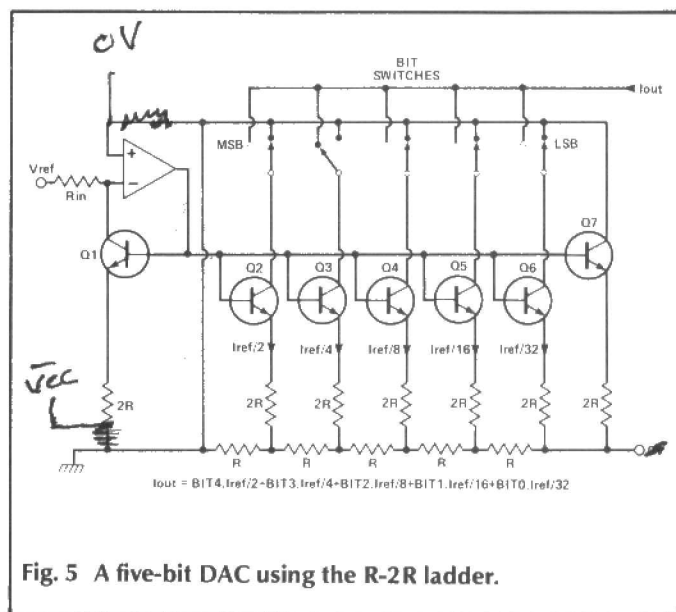 0V
BIT
SWITCHES
Iout
MSB
LSB
Vref
Rin
+
−
Q1
Q2
Q3
Q4
Q5
Q6
Q7
Iref/2
Iref/4
Iref/8
Iref/16
Iref/32
2R
2R
2R
2R
2R
2R
2R
R
R
R
R
R
Iout = BIT4.Iref/2+BIT3.Iref/4+BIT2.Iref/8+BIT1.Iref/16+BIT0.Iref/32
Fig. 5 A five-bit DAC using the R-2R ladder.